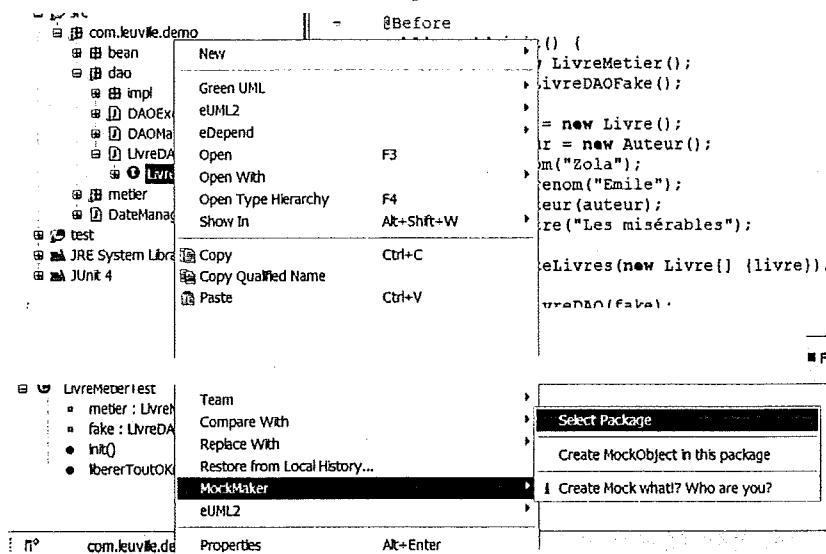 src
com.leuville.demo
bean
dao
impl
DAOEx
DAOMa
LivreDA
Livre
metier
DateManag
test
JRE System Libra
JUnit 4
New
Green UML
eUML2
eDepend
Open F3
Open With
Open Type Hierarchy F4
Show In Alt+Shift+W
Copy Ctrl+C
Copy Qualified Name
Paste Ctrl+V
@Before
() {
LivreMetier();
ivreDAOFake();
= new Livre();
ur = new Auteur();
om("Zola");
enom("Emile");
eur(auteur);
re("Les misérables");
eLivres(new Livre[] {livre})
vreDAO(fake);
LivreMetierTest
metier : LivreM
fake : LivreDA
init()
libererToutOK
Team
Compare With
Replace With
Restore from Local History...
MockMaker
eUML2
Properties Alt+Enter
Select Package
Create MockObject in this package
Create Mock what!? Who are you?
n°
com.leuville.de